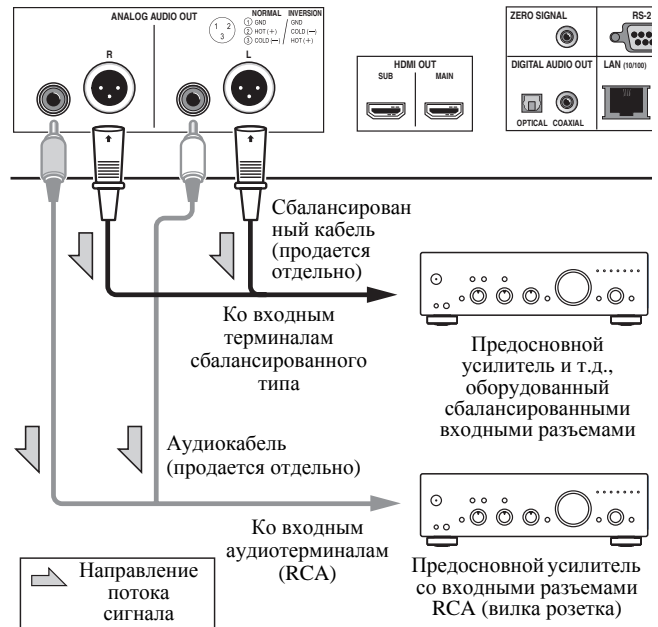 ANALOG AUDIO OUT
NORMAL / INVERSION
① GND / GND
② HOT (+) / COLD (—)
③ COLD (—) / HOT (+)
1 2
3
R
L
HDMI OUT
SUB
MAIN
ZERO SIGNAL
RS-2
DIGITAL AUDIO OUT
LAN (10/100)
OPTICAL
COAXIAL
Сбалансирован
ный кабель
(продается
отдельно)
Ко входным
терминалам
сбалансированного
типа
Предосновной
усилитель и т.д.,
оборудованный
сбалансированными
входными разъемами
Аудиокабель
(продается отдельно)
Ко входным
аудиотерминалам
(RCA)
Предосновной усилитель
со входными разъемами
RCA (вилка розетка)
Направление
потока
сигнала